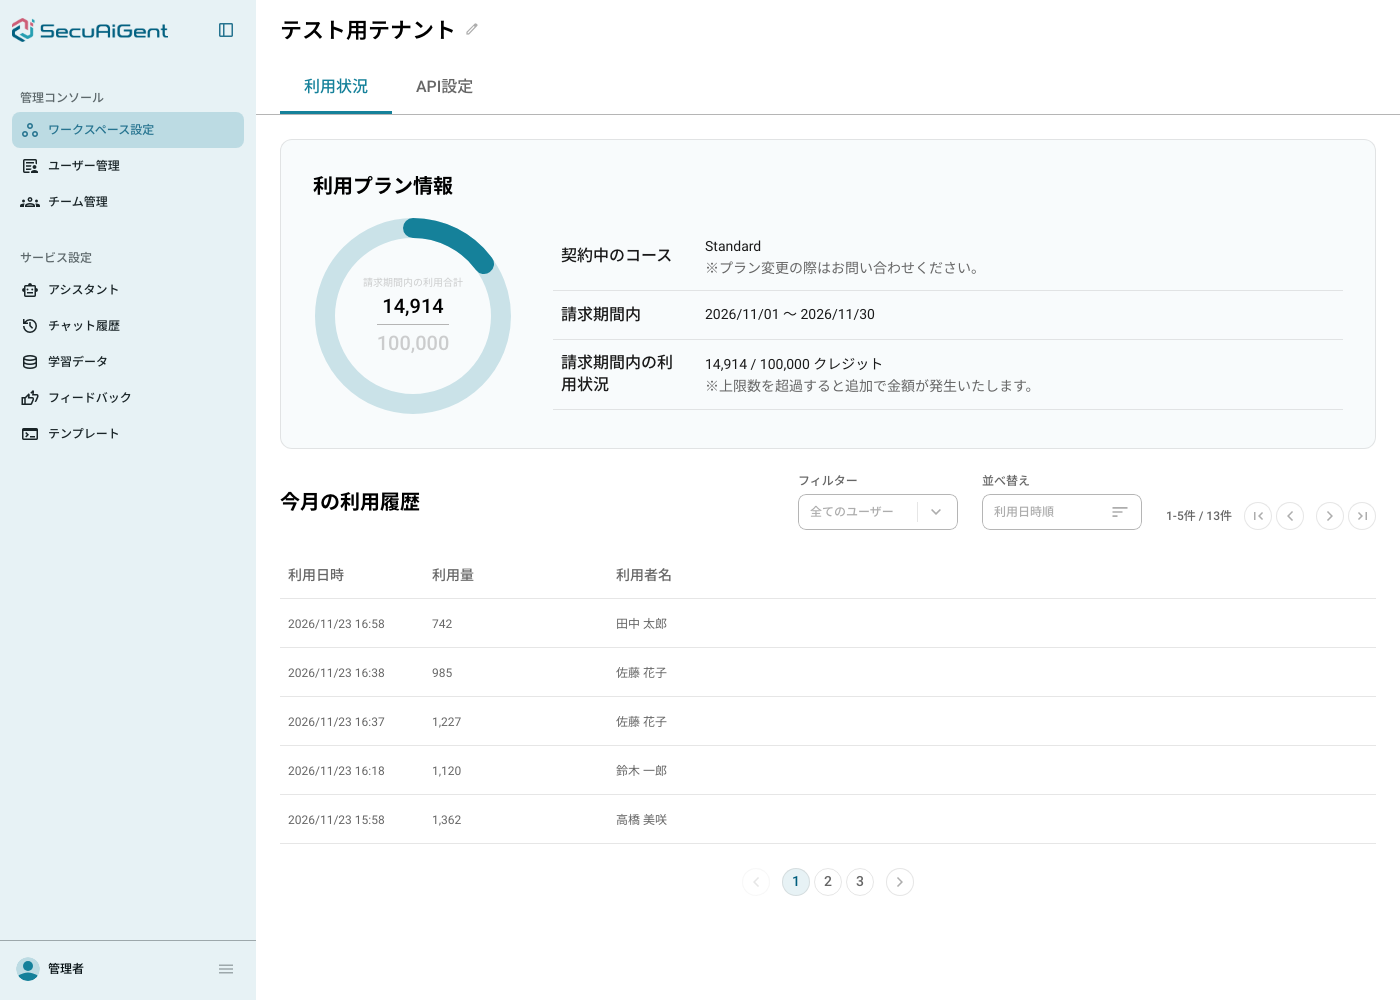 SecuAiGent
管理コンソール
ワークスペース設定
ユーザー管理
チーム管理
サービス設定
アシスタント
チャット履歴
学習データ
フィードバック
テンプレート
管理者
テスト用テナント
利用状況
API設定
利用プラン情報
請求期間内の利用合計
14,914
100,000
契約中のコース
Standard
※プラン変更の際はお問い合わせください。
請求期間内
2026/11/01 〜 2026/11/30
請求期間内の利
用状況
14,914 / 100,000 クレジット
※上限数を超過すると追加で金額が発生いたします。
今月の利用履歴
フィルター
全てのユーザー
並べ替え
利用日時順
1-5件 / 13件
利用日時 利用量 利用者名
2026/11/23 16:58 742 田中 太郎
2026/11/23 16:38 985 佐藤 花子
2026/11/23 16:37 1,227 佐藤 花子
2026/11/23 16:18 1,120 鈴木 一郎
2026/11/23 15:58 1,362 高橋 美咲
1 2 3